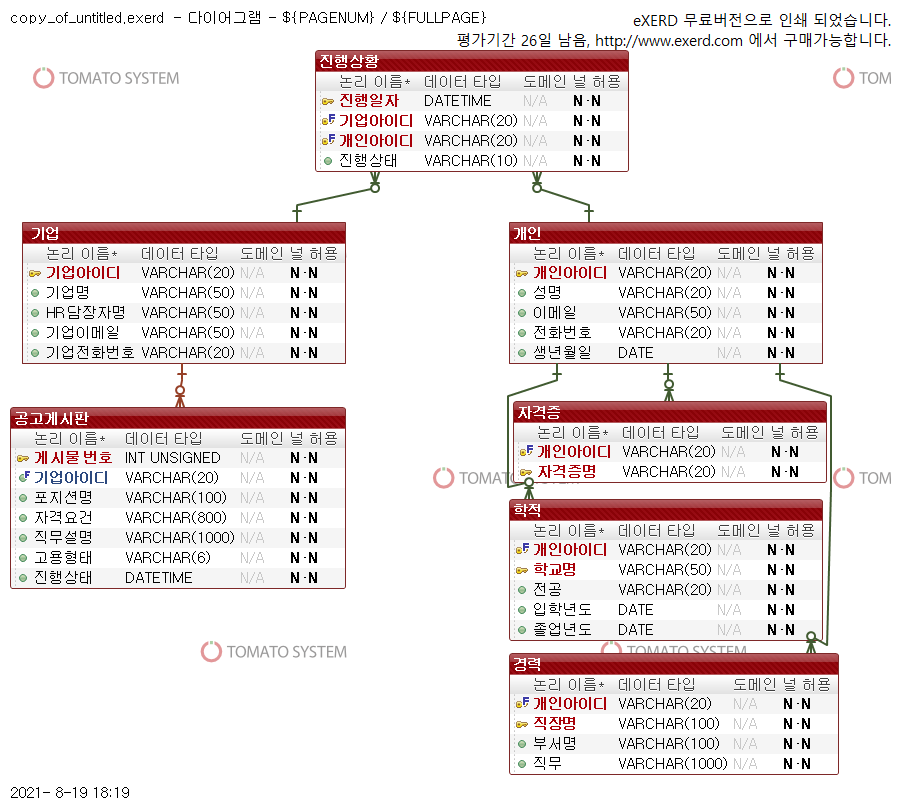 copy_of_untitled.exerd - 다이어그램 - ${PAGENUM} / ${FULLPAGE}
eXERD 무료버전으로 인쇄 되었습니다.
평가기간 26일 남음, http://www.exerd.com 에서 구매가능합니다.
TOMATO SYSTEM
TOM
진행상황
논리 이름* 데이터 타입 도메인 널 허용
진행일자 DATETIME N/A N·N
기업아이디 VARCHAR(20) N/A N·N
개인아이디 VARCHAR(20) N/A N·N
진행상태 VARCHAR(10) N/A N·N
기업
논리 이름* 데이터 타입 도메인 널 허용
기업아이디 VARCHAR(20) N/A N·N
기업명 VARCHAR(50) N/A N·N
HR담장자명 VARCHAR(50) N/A N·N
기업이메일 VARCHAR(50) N/A N·N
기업전화번호 VARCHAR(20) N/A N·N
개인
논리 이름* 데이터 타입 도메인 널 허용
개인아이디 VARCHAR(20) N/A N·N
성명 VARCHAR(20) N/A N·N
이메일 VARCHAR(50) N/A N·N
전화번호 VARCHAR(20) N/A N·N
생년월일 DATE N/A N·N
공고게시판
논리 이름* 데이터 타입 도메인 널 허용
게시물 번호 INT UNSIGNED N/A N·N
기업아이디 VARCHAR(20) N/A N·N
포지션명 VARCHAR(100) N/A N·N
자격요건 VARCHAR(800) N/A N·N
직무설명 VARCHAR(1000) N/A N·N
고용형태 VARCHAR(6) N/A N·N
진행상태 DATETIME N/A N·N
자격증
논리 이름* 데이터 타입 도메인 널 허용
개인아이디 VARCHAR(20) N/A N·N
자격증명 VARCHAR(20) N/A N·N
TOMATO
TOM
학적
논리 이름* 데이터 타입 도메인 널 허용
개인아이디 VARCHAR(20) N/A N·N
학교명 VARCHAR(50) N/A N·N
전공 VARCHAR(20) N/A N·N
입학년도 DATE N/A N·N
졸업년도 DATE N/A N·N
TOMATO SYSTEM
TOMATO SYSTEM
경력
논리 이름* 데이터 타입 도메인 널 허용
개인아이디 VARCHAR(20) N/A N·N
직장명 VARCHAR(100) N/A N·N
부서명 VARCHAR(100) N/A N·N
직무 VARCHAR(1000) N/A N·N
2021- 8-19 18:19